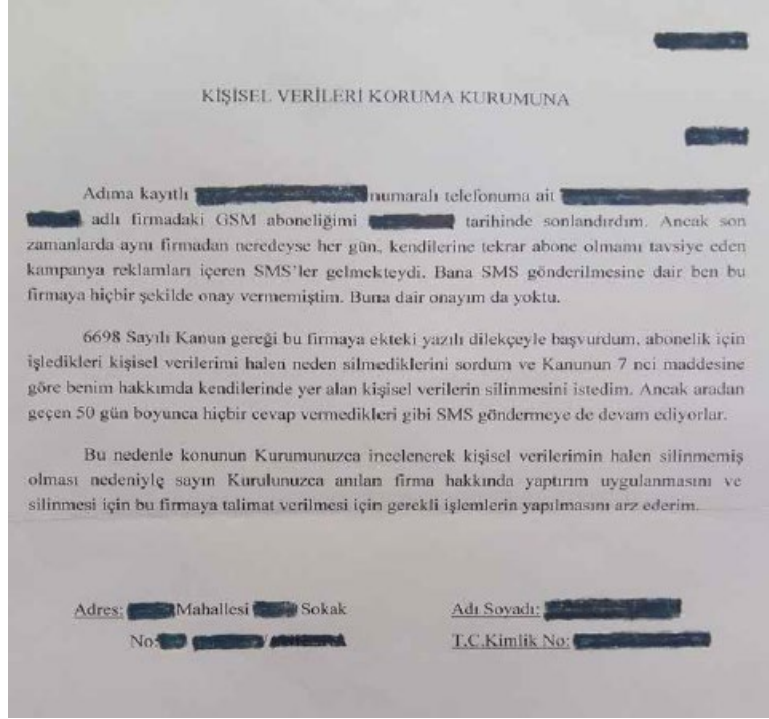 KİŞİSEL VERİLERİ KORUMA KURUMUNA
Adıma kayıtlı numaralı telefonuma ait
adlı firmadaki GSM aboneliğimi tarihinde sonlandırdım. Ancak son
zamanlarda aynı firmadan neredeyse her gün, kendilerine tekrar abone olmamı tavsiye eden
kampanya reklamları içeren SMS'ler gelmekteydi. Bana SMS gönderilmesine dair ben bu
firmaya hiçbir şekilde onay vermemiştim. Buna dair onayım da yoktu.
6698 Sayılı Kanun gereği bu firmaya ekteki yazılı dilekçeyle başvurdum, abonelik için
işledikleri kişisel verilerimi halen neden silmediklerini sordum ve Kanunun 7 nci maddesine
göre benim hakkımda kendilerinde yer alan kişisel verilerin silinmesini istedim. Ancak aradan
geçen 50 gün boyunca hiçbir cevap vermedikleri gibi SMS göndermeye de devam ediyorlar.
Bu nedenle konunun Kurumunuzca incelenerek kişisel verilerimin halen silinmemiş
olması nedeniyle sayın Kurulunuzca anılan firma hakkında yaptırım uygulanmasını ve
silinmesi için bu firmaya talimat verilmesi için gerekli işlemlerin yapılmasını arz ederim.
Adres: Mahallesi Sokak
No: /
Adı Soyadı:
T.C.Kimlik No: